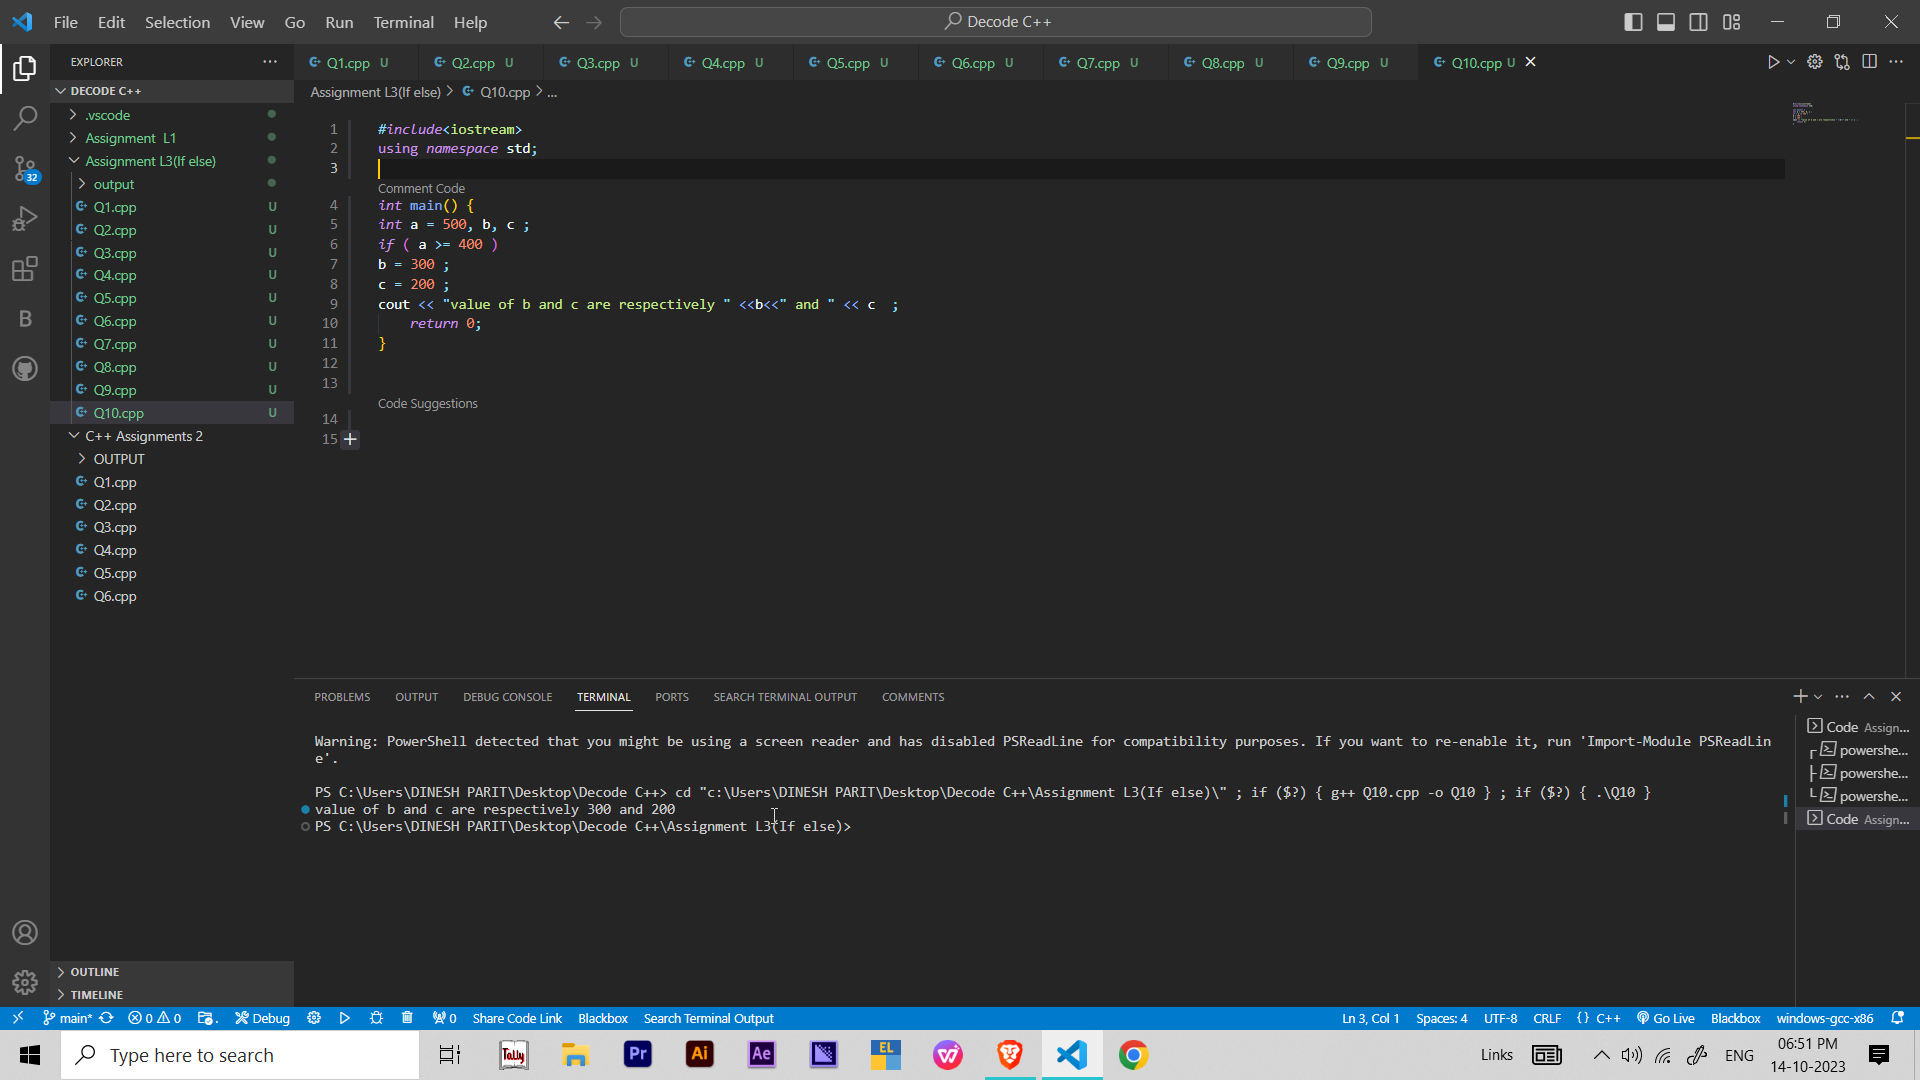 File Edit Selection View Go Run Terminal Help
Decode C++
EXPLORER
Q1.cpp U Q2.cpp U Q3.cpp U Q4.cpp U Q5.cpp U Q6.cpp U Q7.cpp U Q8.cpp U Q9.cpp U Q10.cpp U
DECODE C++
Assignment L3(If else) > Q10.cpp > ...
.vscode
Assignment L1
Assignment L3(If else)
output
Q1.cpp U
Q2.cpp U
Q3.cpp U
Q4.cpp U
Q5.cpp U
Q6.cpp U
Q7.cpp U
Q8.cpp U
Q9.cpp U
Q10.cpp U
C++ Assignments 2
OUTPUT
Q1.cpp
Q2.cpp
Q3.cpp
Q4.cpp
Q5.cpp
Q6.cpp
32
B
OUTLINE
TIMELINE
1 #include<iostream>
2 using namespace std;
3
Comment Code
4 int main() {
5 int a = 500, b, c ;
6 if ( a >= 400 )
7 b = 300 ;
8 c = 200 ;
9 cout << "value of b and c are respectively " <<b<<" and " << c  ;
10     return 0;
11 }
12
13
Code Suggestions
14
15
PROBLEMS OUTPUT DEBUG CONSOLE TERMINAL PORTS SEARCH TERMINAL OUTPUT COMMENTS
Warning: PowerShell detected that you might be using a screen reader and has disabled PSReadLine for compatibility purposes. If you want to re-enable it, run 'Import-Module PSReadLin
e'.
PS C:\Users\DINESH PARIT\Desktop\Decode C++> cd "c:\Users\DINESH PARIT\Desktop\Decode C++\Assignment L3(If else)\" ; if ($?) { g++ Q10.cpp -o Q10 } ; if ($?) { .\Q10 }
value of b and c are respectively 300 and 200
PS C:\Users\DINESH PARIT\Desktop\Decode C++\Assignment L3(If else)>
Code Assign...
powershe...
powershe...
powershe...
Code Assign...
main* 0 0 Debug 0 Share Code Link Blackbox Search Terminal Output
Ln 3, Col 1 Spaces: 4 UTF-8 CRLF {} C++ Go Live Blackbox windows-gcc-x86
Type here to search
Tally Pr Ai Ae EL
Links ENG
06:51 PM
14-10-2023